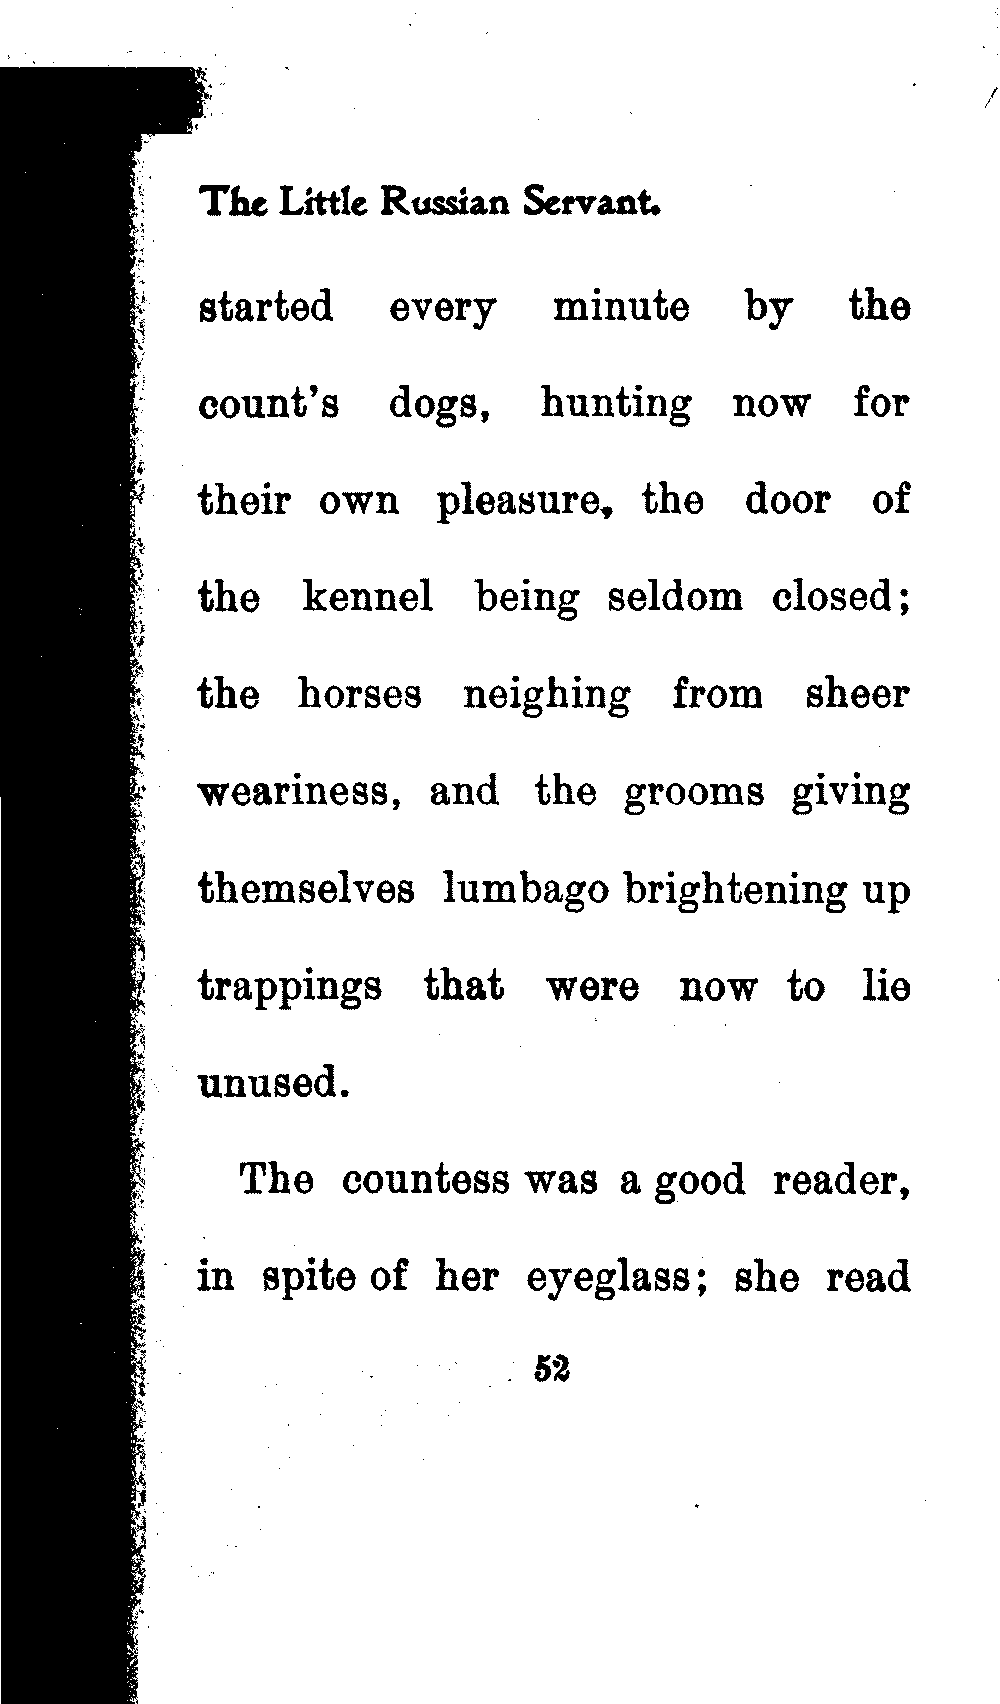 The Little Russian Servant.
started every minute by the
count's dogs, hunting now for
their own pleasure, the door of
the kennel being seldom closed;
the horses neighing from sheer
weariness, and the grooms giving
themselves lumbago brightening up
trappings that were now to lie
unused.
The countess was a good reader,
in spite of her eyeglass; she read
52